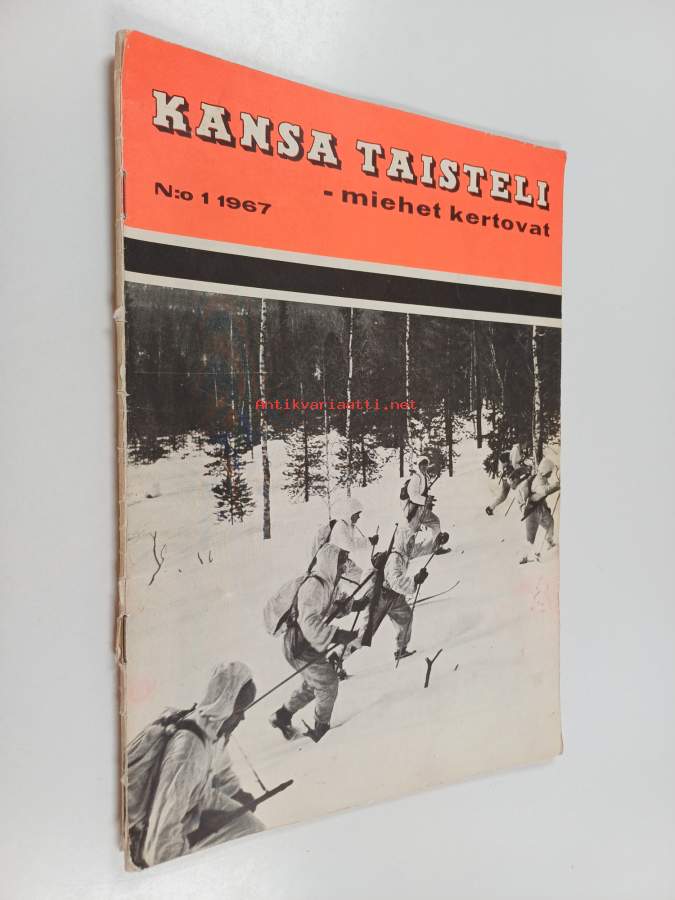 KANSA TAISTELI
- miehet kertovat
N:o 1 1967
Antikvariaatti.net